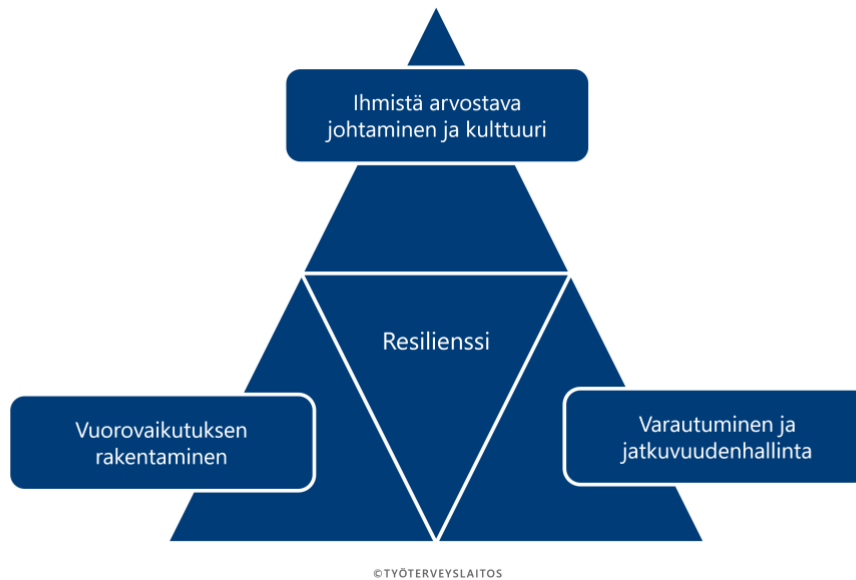 Ihmistä arvostava
johtaminen ja kulttuuri
Resilienssi
Vuorovaikutuksen
rakentaminen
Varautuminen ja
jatkuvuudenhallinta
©TYÖTERVEYSLAITOS